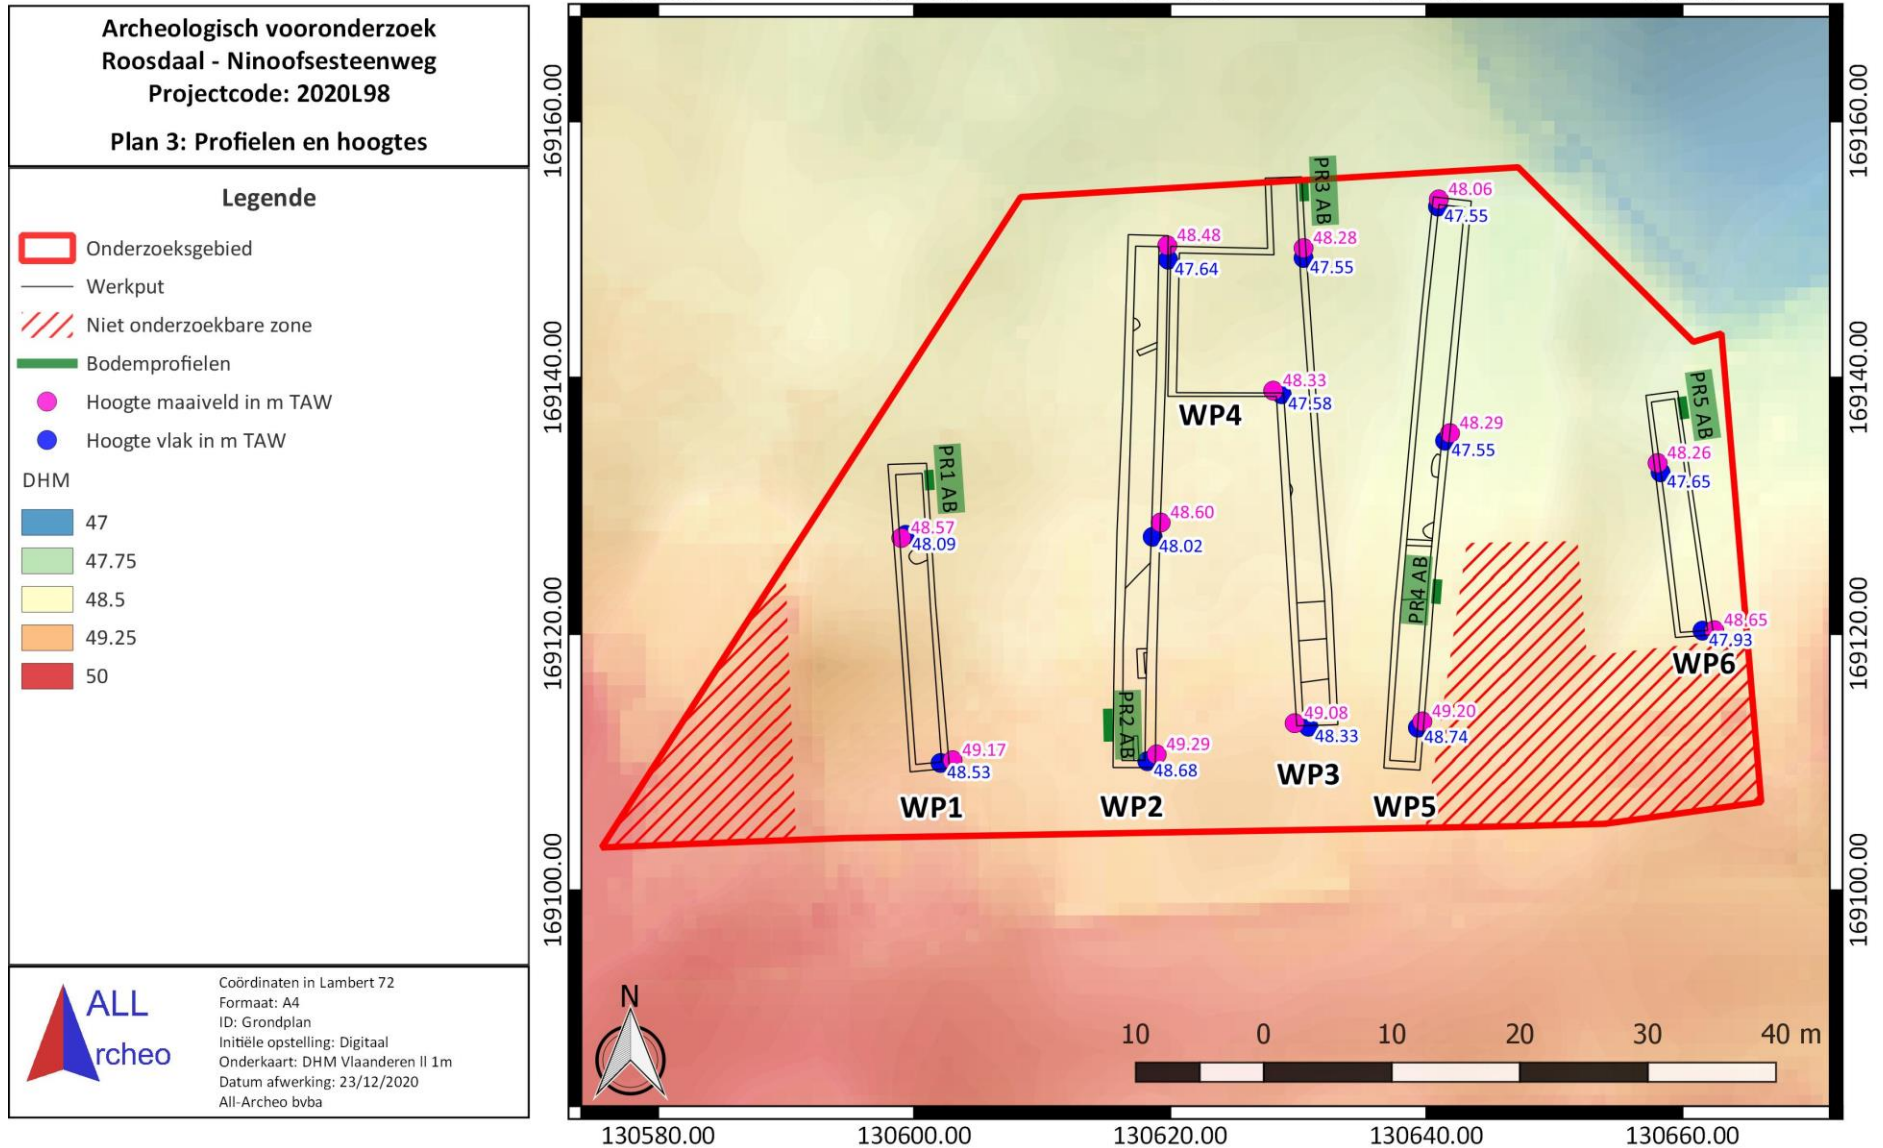 Archeologisch vooronderzoek
Roosdaal - Ninoofsesteenweg
Projectcode: 2020L98
Plan 3: Profielen en hoogtes
Legende
Onderzoeksgebied
Werkput
Niet onderzoekbare zone
Bodemprofielen
Hoogte maaiveld in m TAW
Hoogte vlak in m TAW
DHM
47
47.75
48.5
49.25
50
ALL
rcheo
Coördinaten in Lambert 72
Formaat: A4
ID: Grondplan
Initiële opstelling: Digitaal
Onderkaart: DHM Vlaanderen II 1m
Datum afwerking: 23/12/2020
All-Archeo bvba
169160.00
169140.00
169120.00
169100.00
169160.00
169140.00
169120.00
169100.00
130580.00
130600.00
130620.00
130640.00
130660.00
PR1 AB
48.57
48.09
49.17
48.53
WP1
48.48
47.64
48.60
48.02
PR2 AB
49.29
48.68
WP2
PR3 AB
48.28
47.55
48.33
47.58
WP4
49.08
48.33
WP3
48.06
47.55
48.29
47.55
PR4 AB
49.20
48.74
WP5
PR5 AB
48.26
47.65
48.65
47.93
WP6
N
10 0 10 20 30 40 m